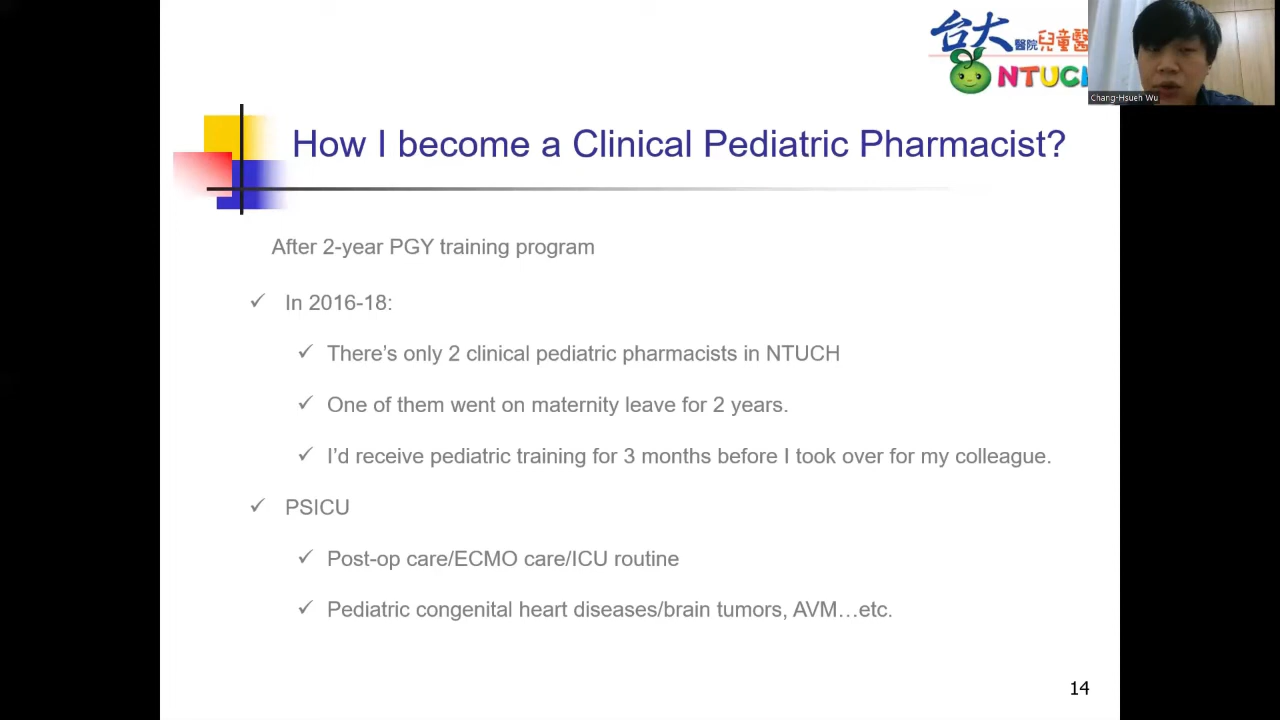 台大醫院兒童醫
NTUCH
Chang-Hsueh Wu
How I become a Clinical Pediatric Pharmacist?
After 2-year PGY training program
✓ In 2016-18:
✓ There’s only 2 clinical pediatric pharmacists in NTUCH
✓ One of them went on maternity leave for 2 years.
✓ I’d receive pediatric training for 3 months before I took over for my colleague.
✓ PSICU
✓ Post-op care/ECMO care/ICU routine
✓ Pediatric congenital heart diseases/brain tumors, AVM…etc.
14